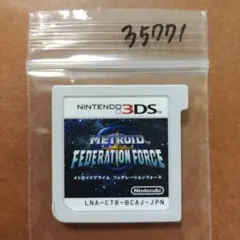 35771
NINTENDO 3DS
METROID PRIME
FEDERATION FORCE
メトロイドプライム フェデレーションフォース
Nintendo
LNA-CTR-BCAJ-JPN